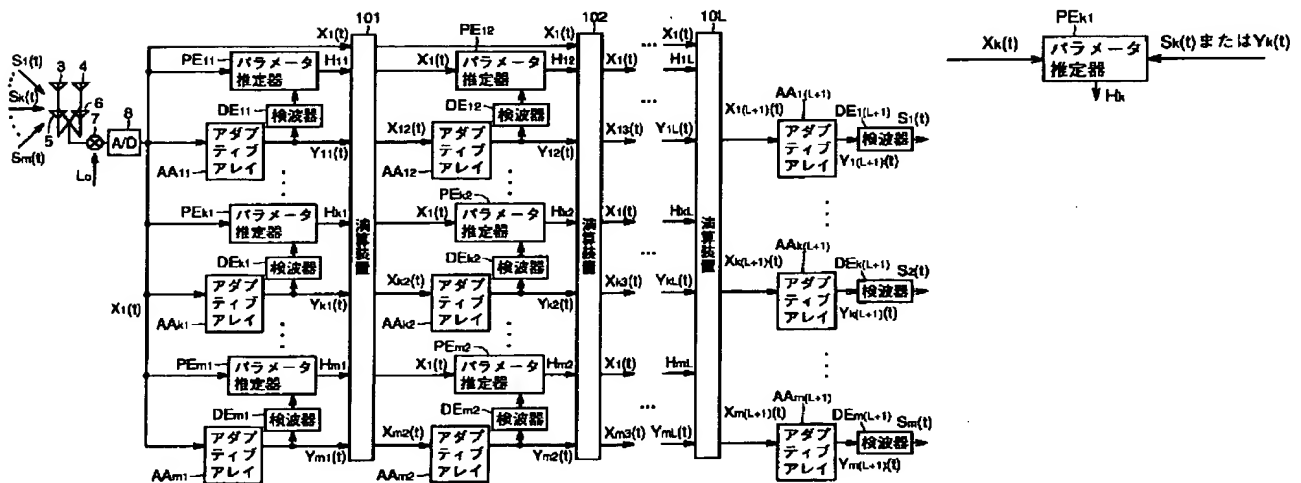 101
102
10L
S1(t)
Sk(t)
Sm(t)
3
4
5
6
7
8
A/D
Lo
X1(t)
X1(t)
PE11
パラメータ
推定器
H11
DE11
検波器
アダプ
ティブ
アレイ
AA11
Y11(t)
PEk1
パラメータ
推定器
Hk1
DEk1
検波器
アダプ
ティブ
アレイ
AAk1
Yk1(t)
PEm1
パラメータ
推定器
Hm1
DEm1
検波器
アダプ
ティブ
アレイ
AAm1
Ym1(t)
演算装置
PE12
X1(t)
X1(t)
パラメータ
推定器
H12
DE12
検波器
X12(t)
アダプ
ティブ
アレイ
AA12
Y12(t)
PEk2
X1(t)
パラメータ
推定器
Hk2
DEk2
検波器
Xk2(t)
アダプ
ティブ
アレイ
AAk2
Yk2(t)
PEm2
X1(t)
パラメータ
推定器
Hm2
DEm2
検波器
Xm2(t)
アダプ
ティブ
アレイ
AAm2
Ym2(t)
演算装置
X1(t)
X1(t)
H1L
X13(t)
Y1L(t)
X1(t)
HkL
Xk3(t)
YkL(t)
X1(t)
HmL
Xm3(t)
YmL(t)
演算装置
AA1(L+1)
X1(L+1)(t)
アダプ
ティブ
アレイ
DE1(L+1)
検波器
S1(t)
Y1(L+1)(t)
AAk(L+1)
Xk(L+1)(t)
アダプ
ティブ
アレイ
DEk(L+1)
検波器
S2(t)
Yk(L+1)(t)
AAm(L+1)
Xm(L+1)(t)
アダプ
ティブ
アレイ
DEm(L+1)
検波器
Sm(t)
Ym(L+1)(t)
PEk1
Xk(t)
パラメータ
推定器
Sk(t)またはYk(t)
Hk